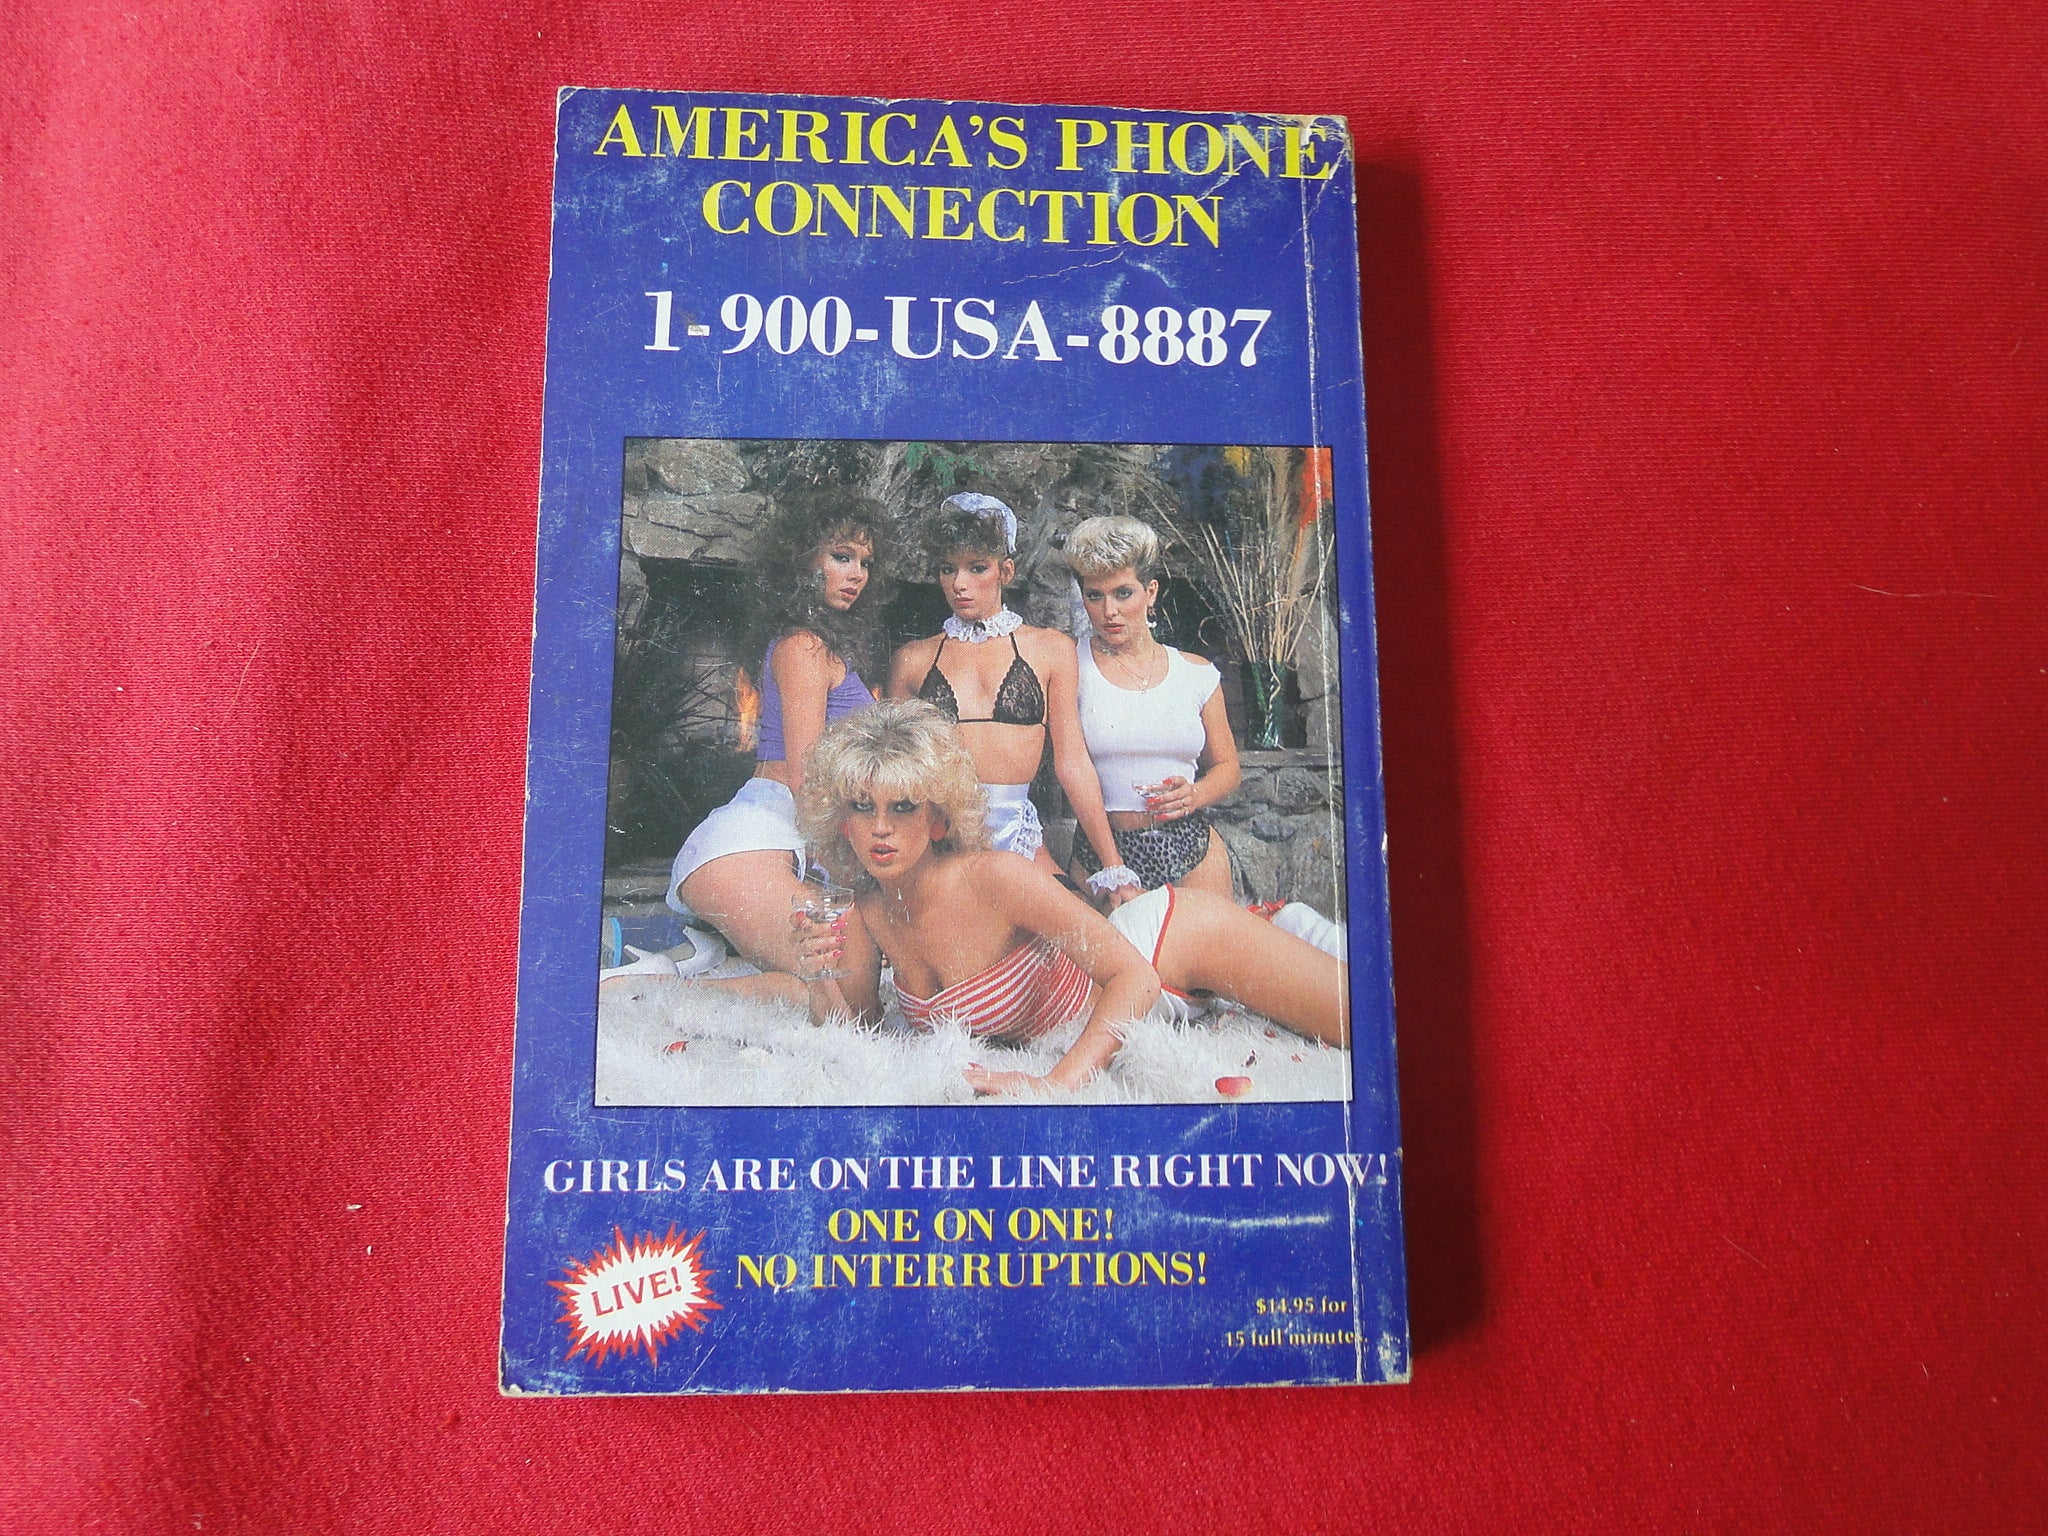 AMERICA'S PHONE
CONNECTION
1-900-USA-8887
GIRLS ARE ON THE LINE RIGHT NOW!
ONE ON ONE!
NO INTERRUPTIONS!
LIVE!
$14.95 for
15 full minutes.